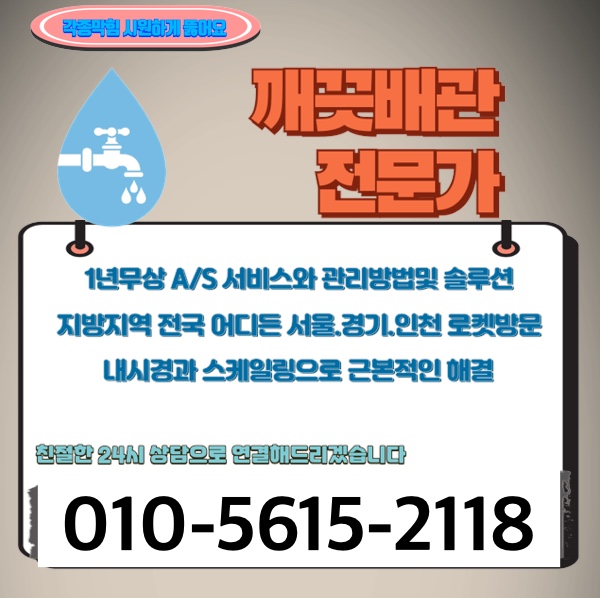 각종막힘 시원하게 뚫어요
깨끗배관
전문가
1년무상 A/S 서비스와 관리방법및 솔루션
지방지역 전국 어디든 서울.경기.인천 로켓방문
내시경과 스케일링으로 근본적인 해결
친절한 24시 상담으로 연결해드리겠습니다
010-5615-2118